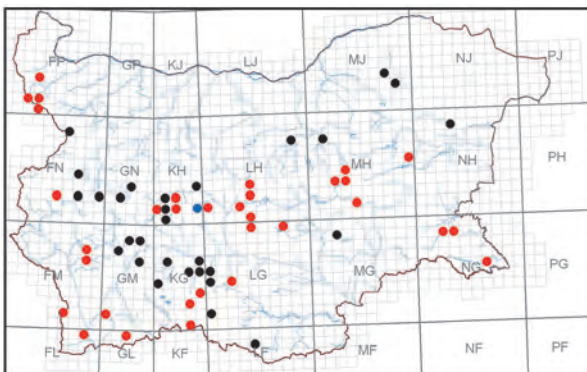 FP GP KJ LJ MJ NJ PJ
FN GN KH LH MH NH PH
FM GM KG LG MG NG PG
FL GL KF LF MF NF PF